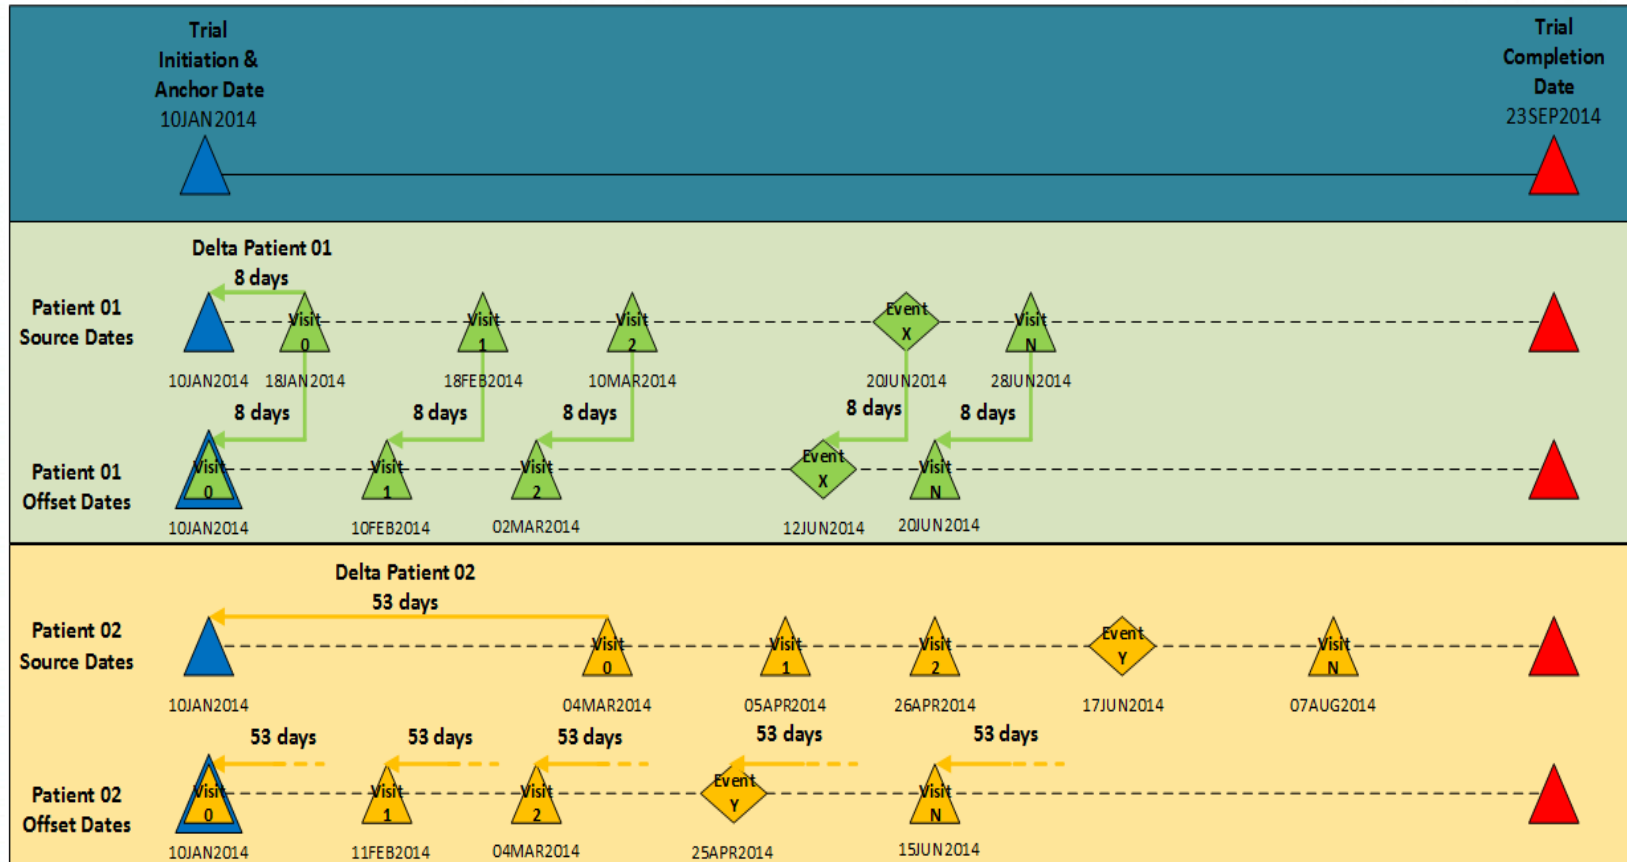 Trial
Initiation &
Anchor Date
10JAN2014
Trial
Completion
Date
23SEP2014
Delta Patient 01
8 days
Patient 01
Source Dates
Visit
0
Visit
1
Visit
2
Event
X
Visit
N
10JAN2014 18JAN2014 18FEB2014 10MAR2014 20JUN2014 28JUN2014
8 days 8 days 8 days 8 days 8 days
Patient 01
Offset Dates
Visit
0
Visit
1
Visit
2
Event
X
Visit
N
10JAN2014 10FEB2014 02MAR2014 12JUN2014 20JUN2014
Delta Patient 02
53 days
Patient 02
Source Dates
Visit
0
Visit
1
Visit
2
Event
Y
Visit
N
10JAN2014 04MAR2014 05APR2014 26APR2014 17JUN2014 07AUG2014
53 days 53 days 53 days 53 days 53 days
Patient 02
Offset Dates
Visit
0
Visit
1
Visit
2
Event
Y
Visit
N
10JAN2014 11FEB2014 04MAR2014 25APR2014 15JUN2014